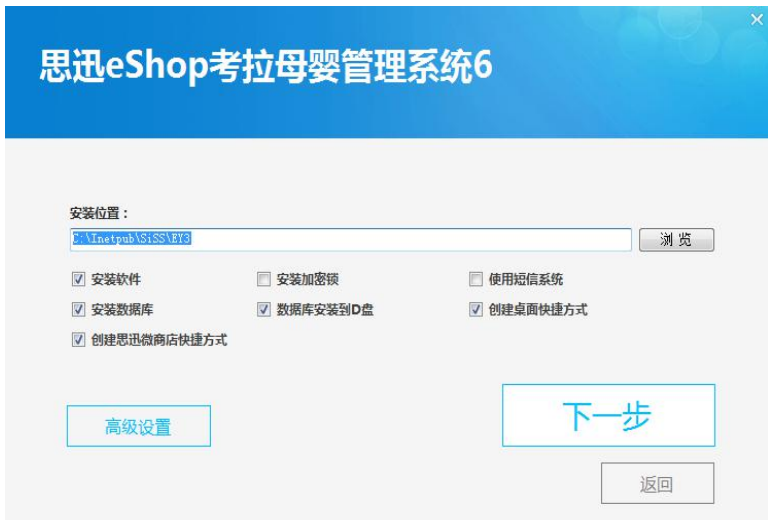 思迅eShop考拉母婴管理系统6
安装位置：
C:\Inetpub\SiSS\EY3
浏 览
安装软件 安装加密锁 使用短信系统
安装数据库 数据库安装到D盘 创建桌面快捷方式
创建思迅微商店快捷方式
高级设置 下一步
返回